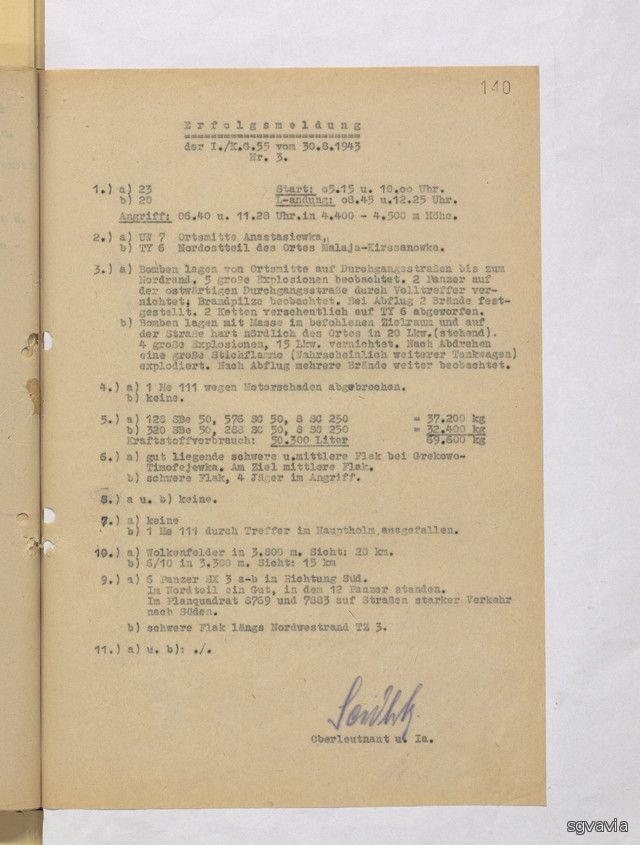 140
Erfolgsmeldung
der I./K.G.55 vom 30.8.1943
Nr. 3.
1.) a) 23 Start: o5.15 u. 10.oo Uhr.
b) 20 L-andung: o8.45 u.12.25 Uhr.
Angriff: 06.40 u. 11.28 Uhr.in 4.400 - 4.500 m Höhe.
2.) a) UW 7 Ortsmitte Anastasiewka,
b) TY 6 Nordostteil des Ortes Malaja-Kirssanowka.
3.) a) Bomben lagen von Ortsmitte auf Durchgangsstraßen bis zum
Nordrand. 5 große Explosionen beobachtet. 2 Panzer auf
der ostwärtigen Durchgangsstraße durch Volltreffer ver-
nichtet; Brandpilze beobachtet. Bei Abflug 2 Brände fest-
gestellt. 2 Ketten versehentlich auf TY 6 abgeworfen.
b) Bomben lagen mit Masse im befohlenen Zielraum und auf
der Straße hart nördlich des Ortes in 20 Lkw.(stehend).
4 große Explosionen, 15 Lkw. vernichtet. Nach Abdrehen
eine große Stichflamme (Wahrscheinlich weiterer Tankwagen)
explodiert. Nach Abflug mehrere Brände weiter beobachtet.
4.) a) 1 He 111 wegen Motorschaden abgebrochen.
b) keine.
5.) a) 128 SBe 50, 576 SC 50, 8 SC 250 = 37.200 kg
b) 320 SBe 50, 288 SC 50, 8 SC 250 = 32.400 kg
Kraftstoffverbrauch: 50.300 Liter 69.600 kg
6.) a) gut liegende schwere u.mittlere Flak bei Grekowo-
Timofejewka. Am Ziel mittlere Flak.
b) schwere Flak, 4 Jäger im Angriff.
8.) a u. b) keine.
7.) a) keine
b) 1 He 111 durch Treffer im Hauptholm ausgefallen.
10.) a) Wolkenfelder in 3.800 m. Sicht: 20 km.
b) 6/10 in 3.300 m. Sicht: 15 km
9.) a) 6 Panzer SX 3 a-b in Richtung Süd.
Im Nordteil ein Gut, in dem 12 Panzer standen.
Im Planquadrat 8769 und 7883 auf Straßen starker Verkehr
nach Süden.
b) schwere Flak längs Nordwestrand TZ 3.
11.) a) u. b): ./.
Oberleutnant u. Ia.
sgvavia